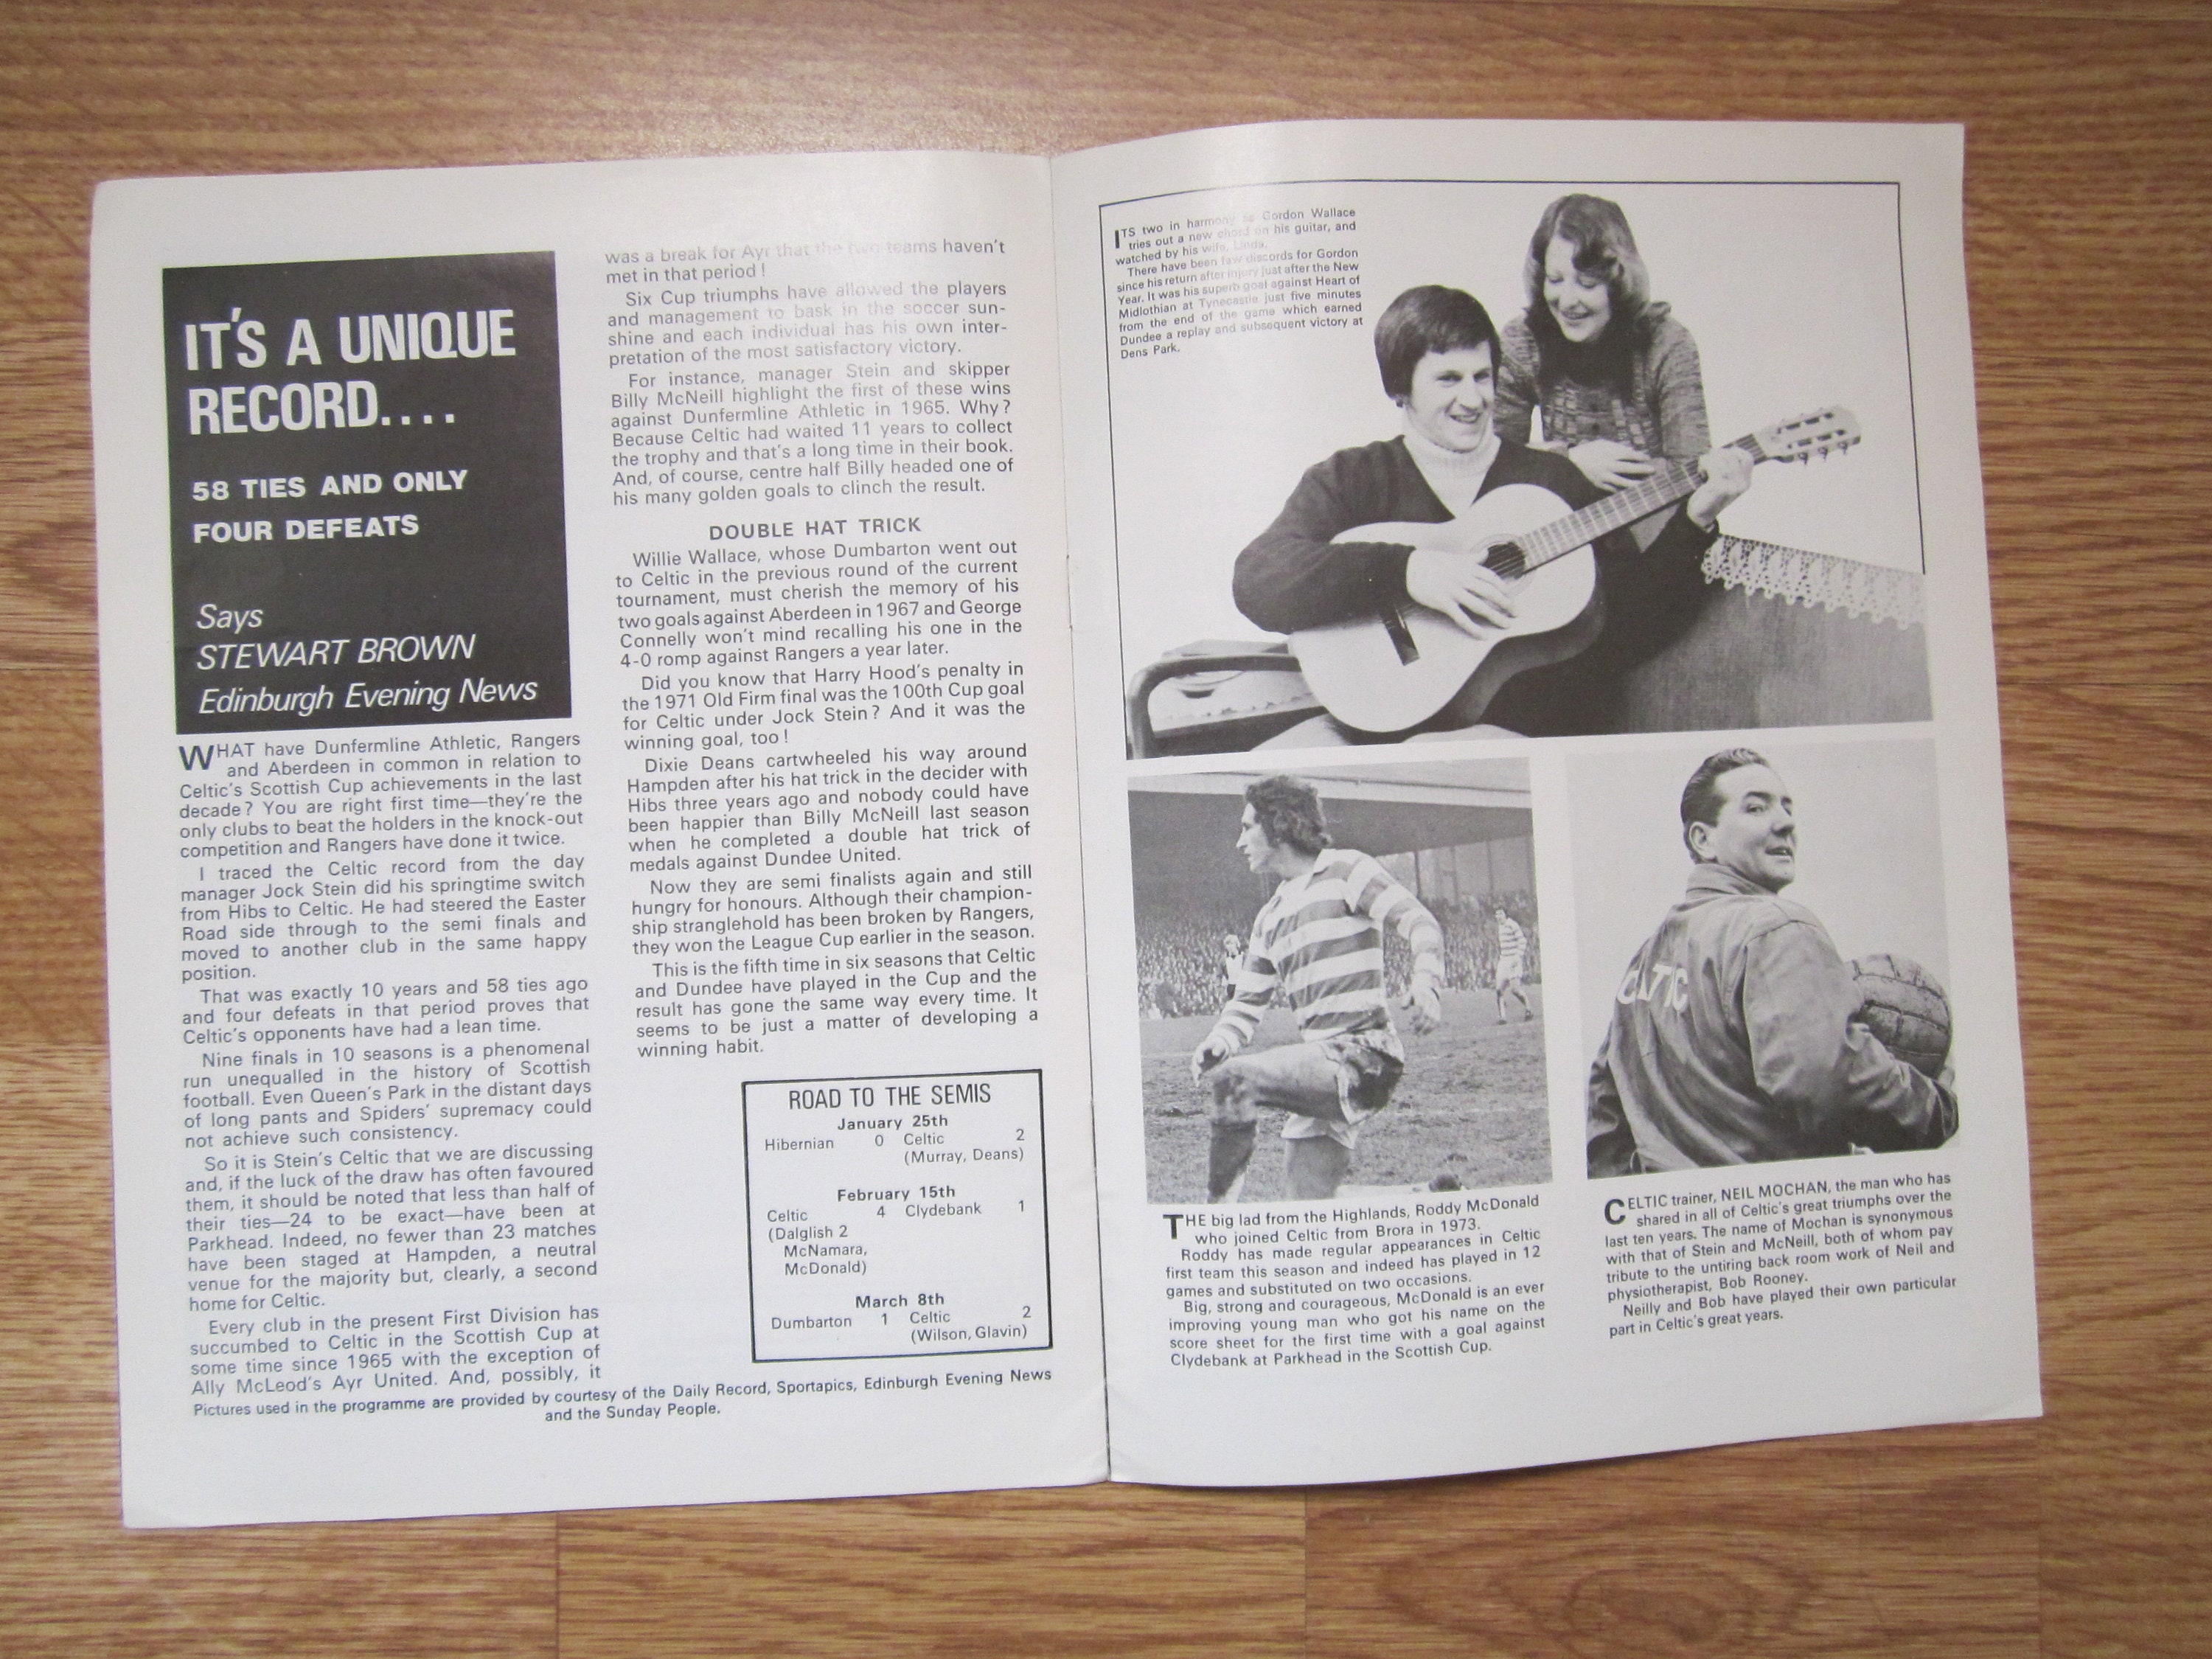 IT'S A UNIQUE
RECORD....
58 TIES AND ONLY
FOUR DEFEATS
Says
STEWART BROWN
Edinburgh Evening News
WHAT have Dunfermline Athletic, Rangers
and Aberdeen in common in relation to
Celtic's Scottish Cup achievements in the last
decade? You are right first time—they're the
only clubs to beat the holders in the knock-out
competition and Rangers have done it twice.
I traced the Celtic record from the day
manager Jock Stein did his springtime switch
from Hibs to Celtic. He had steered the Easter
Road side through to the semi finals and
moved to another club in the same happy
position.
That was exactly 10 years and 58 ties ago
and four defeats in that period proves that
Celtic's opponents have had a lean time.
Nine finals in 10 seasons is a phenomenal
run unequalled in the history of Scottish
football. Even Queen's Park in the distant days
of long pants and Spiders' supremacy could
not achieve such consistency.
So it is Stein's Celtic that we are discussing
and, if the luck of the draw has often favoured
them, it should be noted that less than half of
their ties—24 to be exact—have been at
Parkhead. Indeed, no fewer than 23 matches
have been staged at Hampden, a neutral
venue for the majority but, clearly, a second
home for Celtic.
Every club in the present First Division has
succumbed to Celtic in the Scottish Cup at
some time since 1965 with the exception of
Ally McLeod's Ayr United. And, possibly, it
was a break for Ayr that the two teams haven't
met in that period!
Six Cup triumphs have allowed the players
and management to bask in the soccer sun-
shine and each individual has his own inter-
pretation of the most satisfactory victory.
For instance, manager Stein and skipper
Billy McNeill highlight the first of these wins
against Dunfermline Athletic in 1965. Why?
Because Celtic had waited 11 years to collect
the trophy and that's a long time in their book.
And, of course, centre half Billy headed one of
his many golden goals to clinch the result.
DOUBLE HAT TRICK
Willie Wallace, whose Dumbarton went out
to Celtic in the previous round of the current
tournament, must cherish the memory of his
two goals against Aberdeen in 1967 and George
Connelly won't mind recalling his one in the
4-0 romp against Rangers a year later.
Did you know that Harry Hood's penalty in
the 1971 Old Firm final was the 100th Cup goal
for Celtic under Jock Stein? And it was the
winning goal, too!
Dixie Deans cartwheeled his way around
Hampden after his hat trick in the decider with
Hibs three years ago and nobody could have
been happier than Billy McNeill last season
when he completed a double hat trick of
medals against Dundee United.
Now they are semi finalists again and still
hungry for honours. Although their champion-
ship stranglehold has been broken by Rangers,
they won the League Cup earlier in the season.
This is the fifth time in six seasons that Celtic
and Dundee have played in the Cup and the
result has gone the same way every time. It
seems to be just a matter of developing a
winning habit.
ROAD TO THE SEMIS
January 25th
Hibernian 0 Celtic 2
(Murray, Deans)
February 15th
Celtic 4 Clydebank 1
(Dalglish 2
McNamara,
McDonald)
March 8th
Dumbarton 1 Celtic 2
(Wilson, Glavin)
Pictures used in the programme are provided by courtesy of the Daily Record, Sportapics, Edinburgh Evening News
and the Sunday People.
ITS two in harmony as Gordon Wallace
tries out a new chord on his guitar, and
watched by his wife, Linda.
There have been few discords for Gordon
since his return after injury just after the New
Year. It was his superb goal against Heart of
Midlothian at Tynecastle just five minutes
from the end of the game which earned
Dundee a replay and subsequent victory at
Dens Park.
CELTIC
THE big lad from the Highlands, Roddy McDonald
who joined Celtic from Brora in 1973.
Roddy has made regular appearances in Celtic
first team this season and indeed has played in 12
games and substituted on two occasions.
Big, strong and courageous, McDonald is an ever
improving young man who got his name on the
score sheet for the first time with a goal against
Clydebank at Parkhead in the Scottish Cup.
CELTIC trainer, NEIL MOCHAN, the man who has
shared in all of Celtic's great triumphs over the
last ten years. The name of Mochan is synonymous
with that of Stein and McNeill, both of whom pay
tribute to the untiring back room work of Neil and
physiotherapist, Bob Rooney.
Neilly and Bob have played their own particular
part in Celtic's great years.